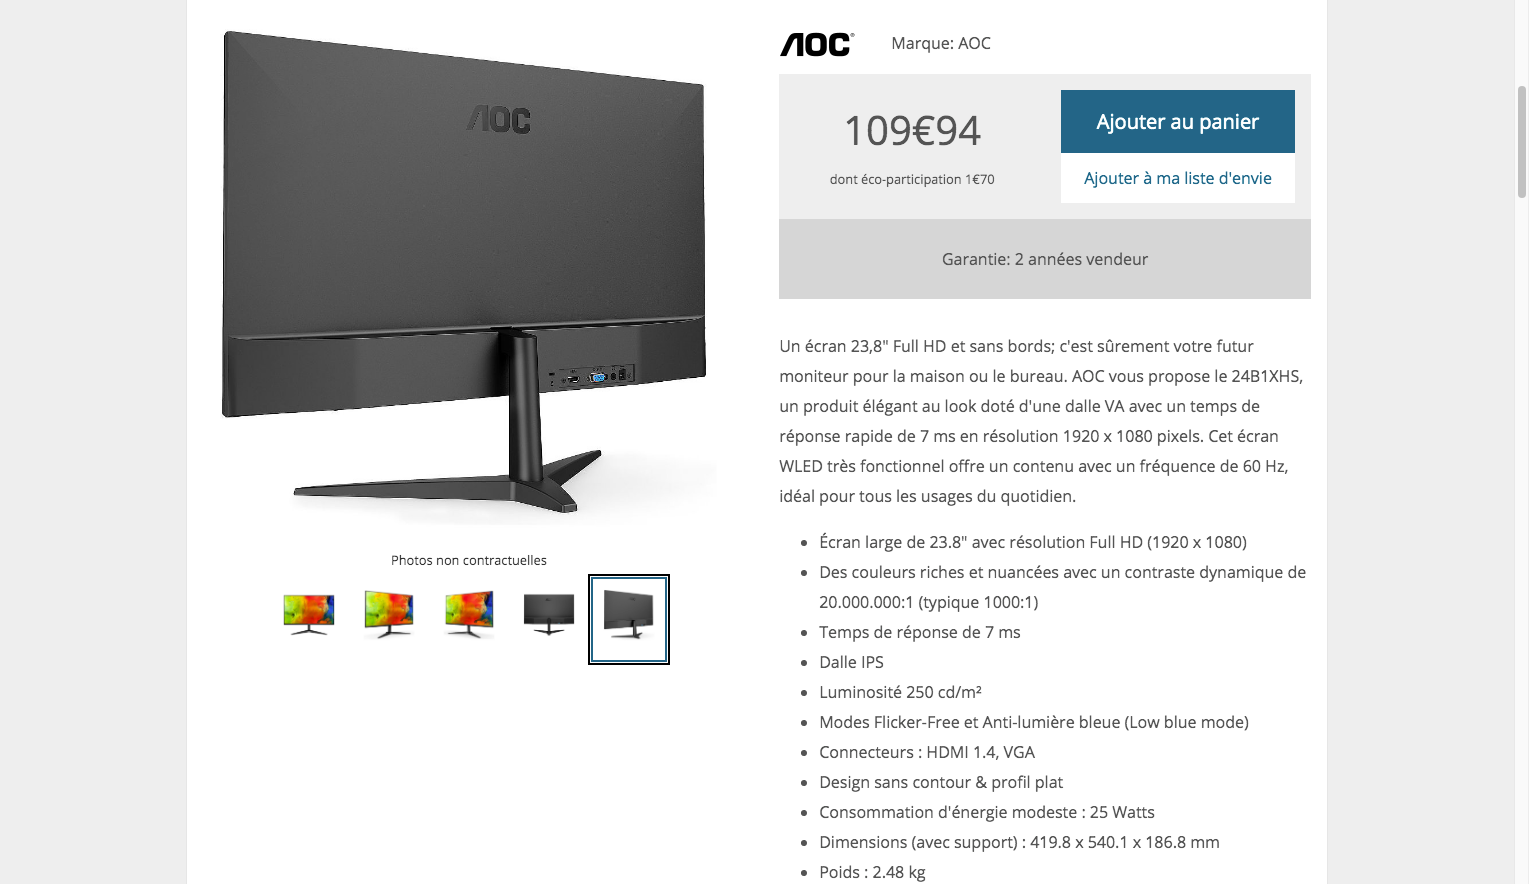 AOC
AOC
Marque: AOC
109€94
dont éco-participation 1€70
Ajouter au panier
Ajouter à ma liste d'envie
Garantie: 2 années vendeur
Un écran 23,8" Full HD et sans bords; c'est sûrement votre futur
moniteur pour la maison ou le bureau. AOC vous propose le 24B1XHS,
un produit élégant au look doté d'une dalle VA avec un temps de
réponse rapide de 7 ms en résolution 1920 x 1080 pixels. Cet écran
WLED très fonctionnel offre un contenu avec un fréquence de 60 Hz,
idéal pour tous les usages du quotidien.
Photos non contractuelles
• Écran large de 23.8" avec résolution Full HD (1920 x 1080)
• Des couleurs riches et nuancées avec un contraste dynamique de
20.000.000:1 (typique 1000:1)
• Temps de réponse de 7 ms
• Dalle IPS
• Luminosité 250 cd/m²
• Modes Flicker-Free et Anti-lumière bleue (Low blue mode)
• Connecteurs : HDMI 1.4, VGA
• Design sans contour & profil plat
• Consommation d'énergie modeste : 25 Watts
• Dimensions (avec support) : 419.8 x 540.1 x 186.8 mm
• Poids : 2.48 kg